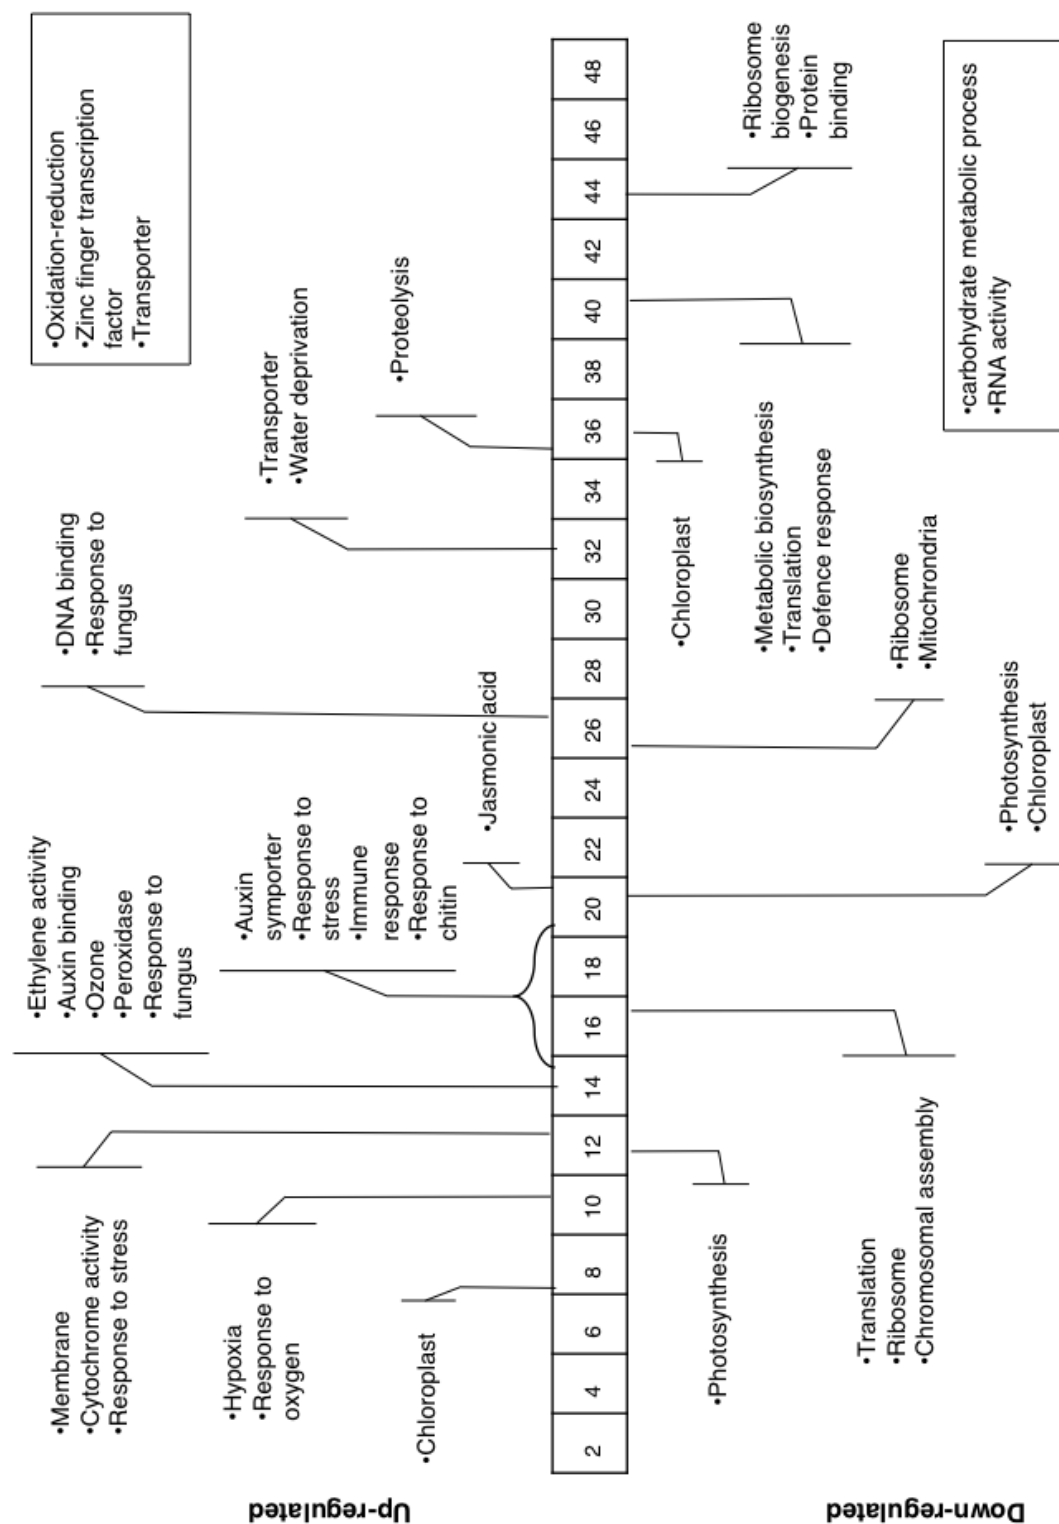 Up-regulated
•Membrane
•Cytochrome activity
•Response to stress
•Hypoxia
•Response to
oxygen
•Chloroplast
•Ethylene activity
•Auxin binding
•Ozone
•Peroxidase
•Response to
fungus
•Auxin
symporter
•Response to
stress
•Immune
response
•Response to
chitin
•Jasmonic acid
•DNA binding
•Response to
fungus
•Transporter
•Water deprivation
•Proteolysis
•Oxidation-reduction
•Zinc finger transcription
factor
•Transporter
2 4 6 8 10 12 14 16 18 20 22 24 26 28 30 32 34 36 38 40 42 44 46 48
Down-regulated
•Photosynthesis
•Translation
•Ribosome
•Chromosomal assembly
•Photosynthesis
•Chloroplast
•Ribosome
•Mitochrondria
•Chloroplast
•Metabolic biosynthesis
•Translation
•Defence response
•Ribosome
biogenesis
•Protein
binding
•carbohydrate metabolic process
•RNA activity